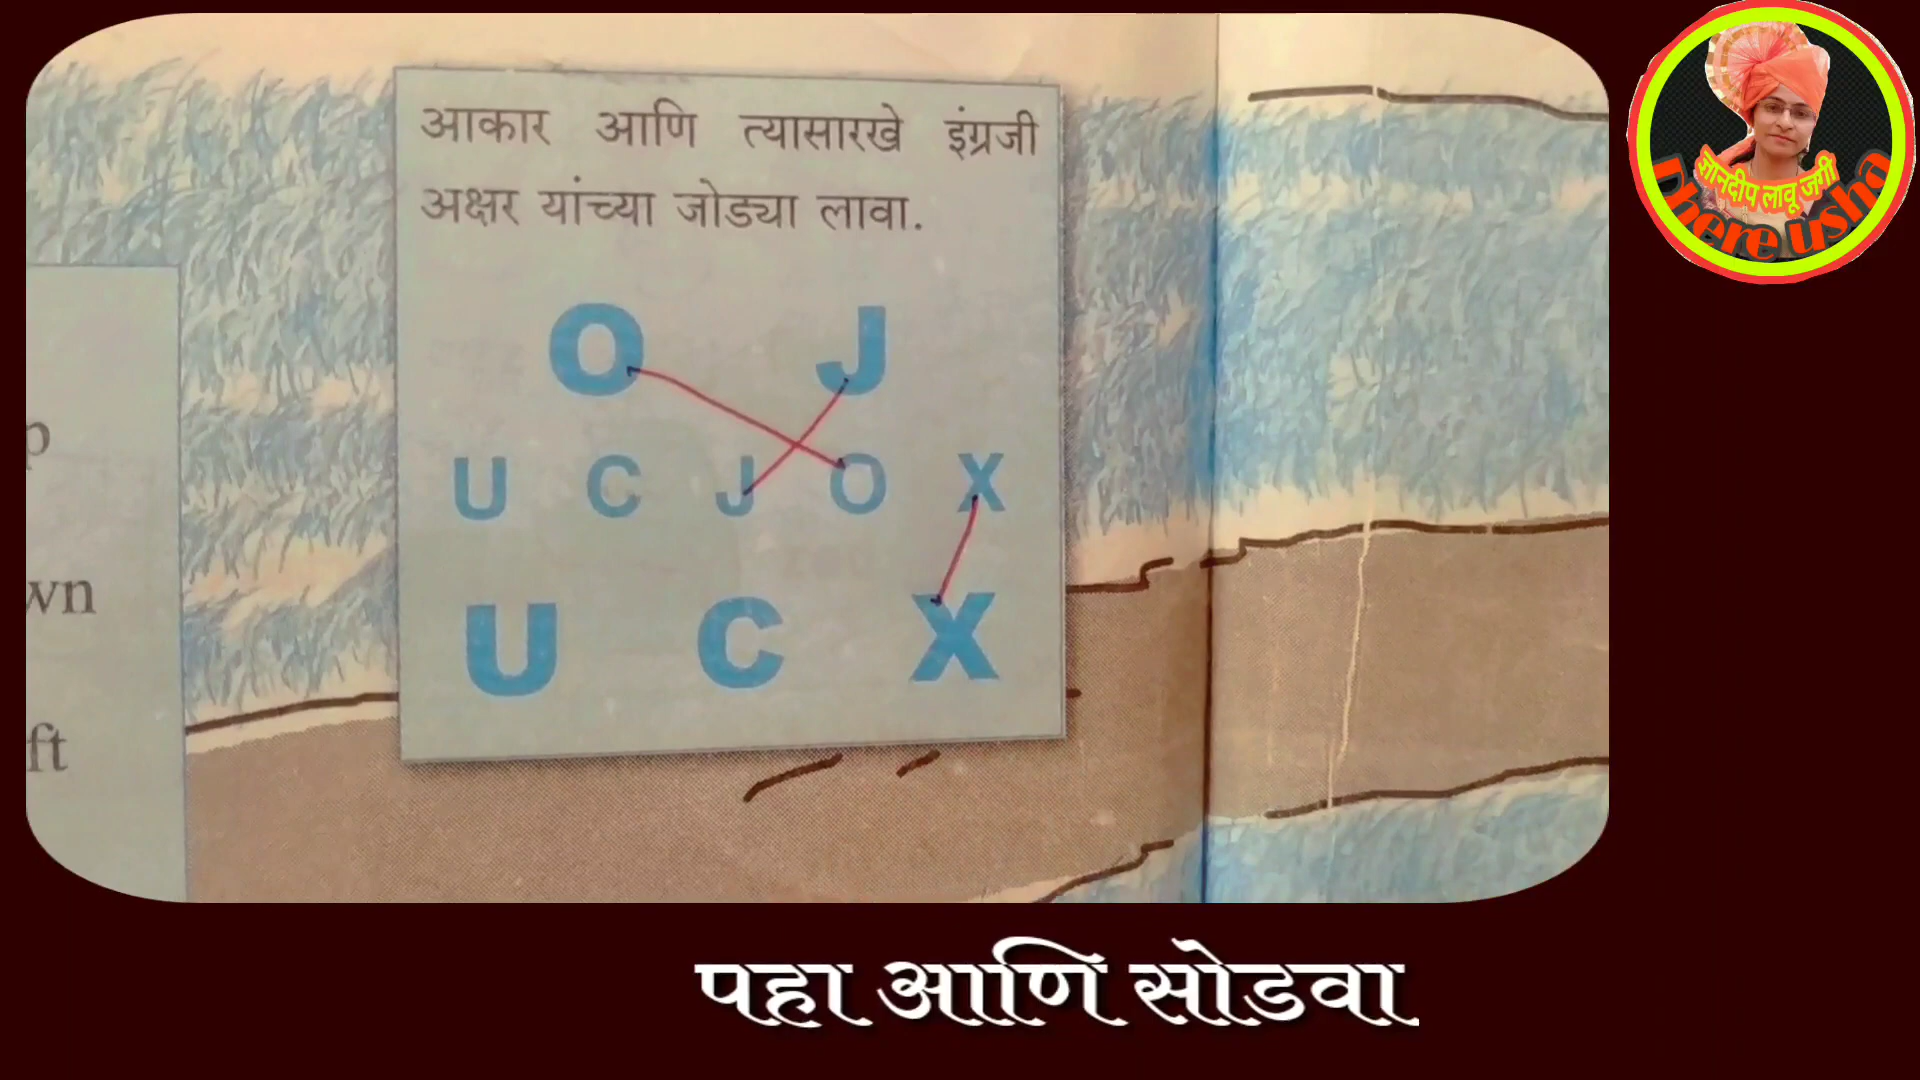 आकार आणि त्यासारखे इंग्रजी
अक्षर यांच्या जोड्या लावा.
O J
U C J O X
U C X
p
wn
ft
ज्ञानदीप लावू जगी
Dhere usha
पहा आणि सोडवा